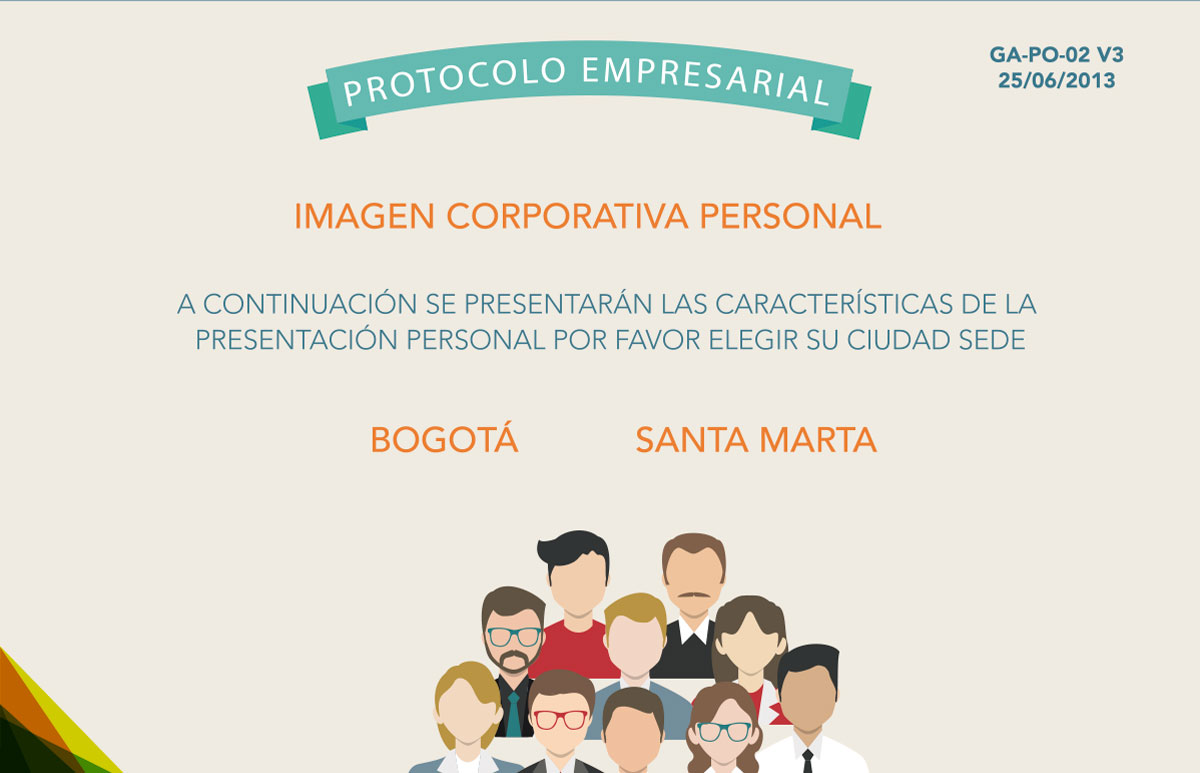 PROTOCOLO EMPRESARIAL
GA-PO-02 V3
25/06/2013
IMAGEN CORPORATIVA PERSONAL
A CONTINUACIÓN SE PRESENTARÁN LAS CARACTERÍSTICAS DE LA
PRESENTACIÓN PERSONAL POR FAVOR ELEGIR SU CIUDAD SEDE
BOGOTÁ SANTA MARTA